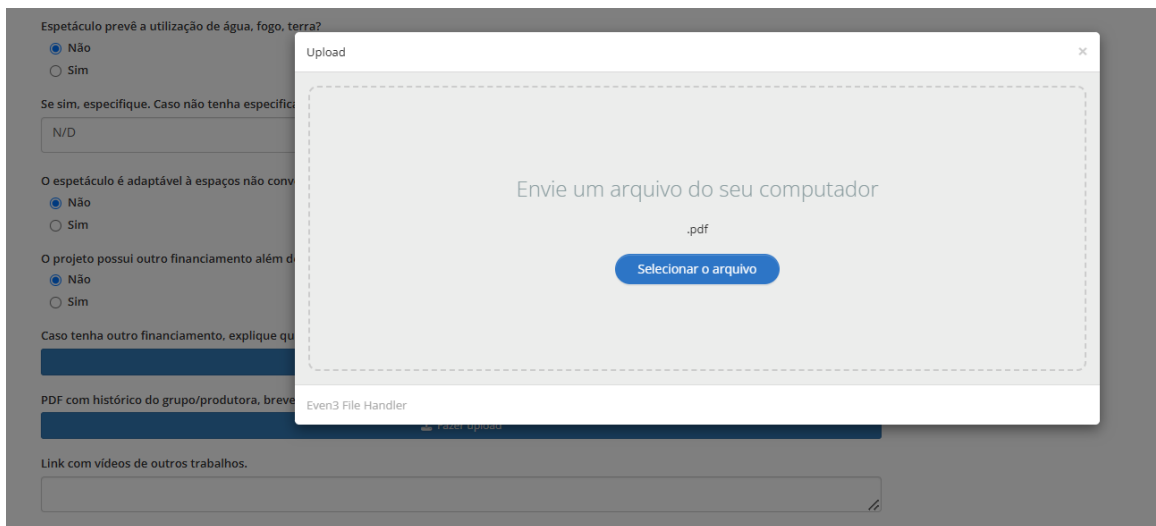 Espetáculo prevê a utilização de água, fogo, terra?
Não
Sim
Se sim, especifique. Caso não tenha especifica
N/D
O espetáculo é adaptável à espaços não conv
Não
Sim
O projeto possui outro financiamento além d
Não
Sim
Caso tenha outro financiamento, explique qu
PDF com histórico do grupo/produtora, breve
Fazer upload
Link com vídeos de outros trabalhos.
Upload
×
Envie um arquivo do seu computador
.pdf
Selecionar o arquivo
Even3 File Handler